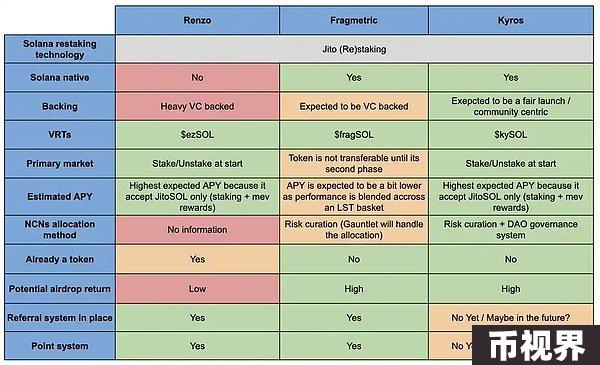 Renzo Fragmetric Kyros
Solana restaking technology Jito (Re)staking
Solana native No Yes Yes
Backing Heavy VC backed Expected to be VC backed Exepcted to be a fair launch / community centric
VRTs $ezSOL $fragSOL $kySOL
Primary market Stake/Unstake at start Token is not transferable until its second phase Stake/Unstake at start
Estimated APY Highest expected APY because it accept JitoSOL only (staking + mev rewards) APY is expected to be a bit lower as performance is blended accross an LST basket Highest expected APY because it accept JitoSOL only (staking + mev rewards)
NCNs allocation method No information Risk curation (Gauntlet will handle the allocation) Risk curation + DAO governance system
Already a token Yes No No
Potential airdrop return Low High High
Referral system in place Yes Yes No Yet / Maybe in the future?
Point system Yes Yes No
币视界